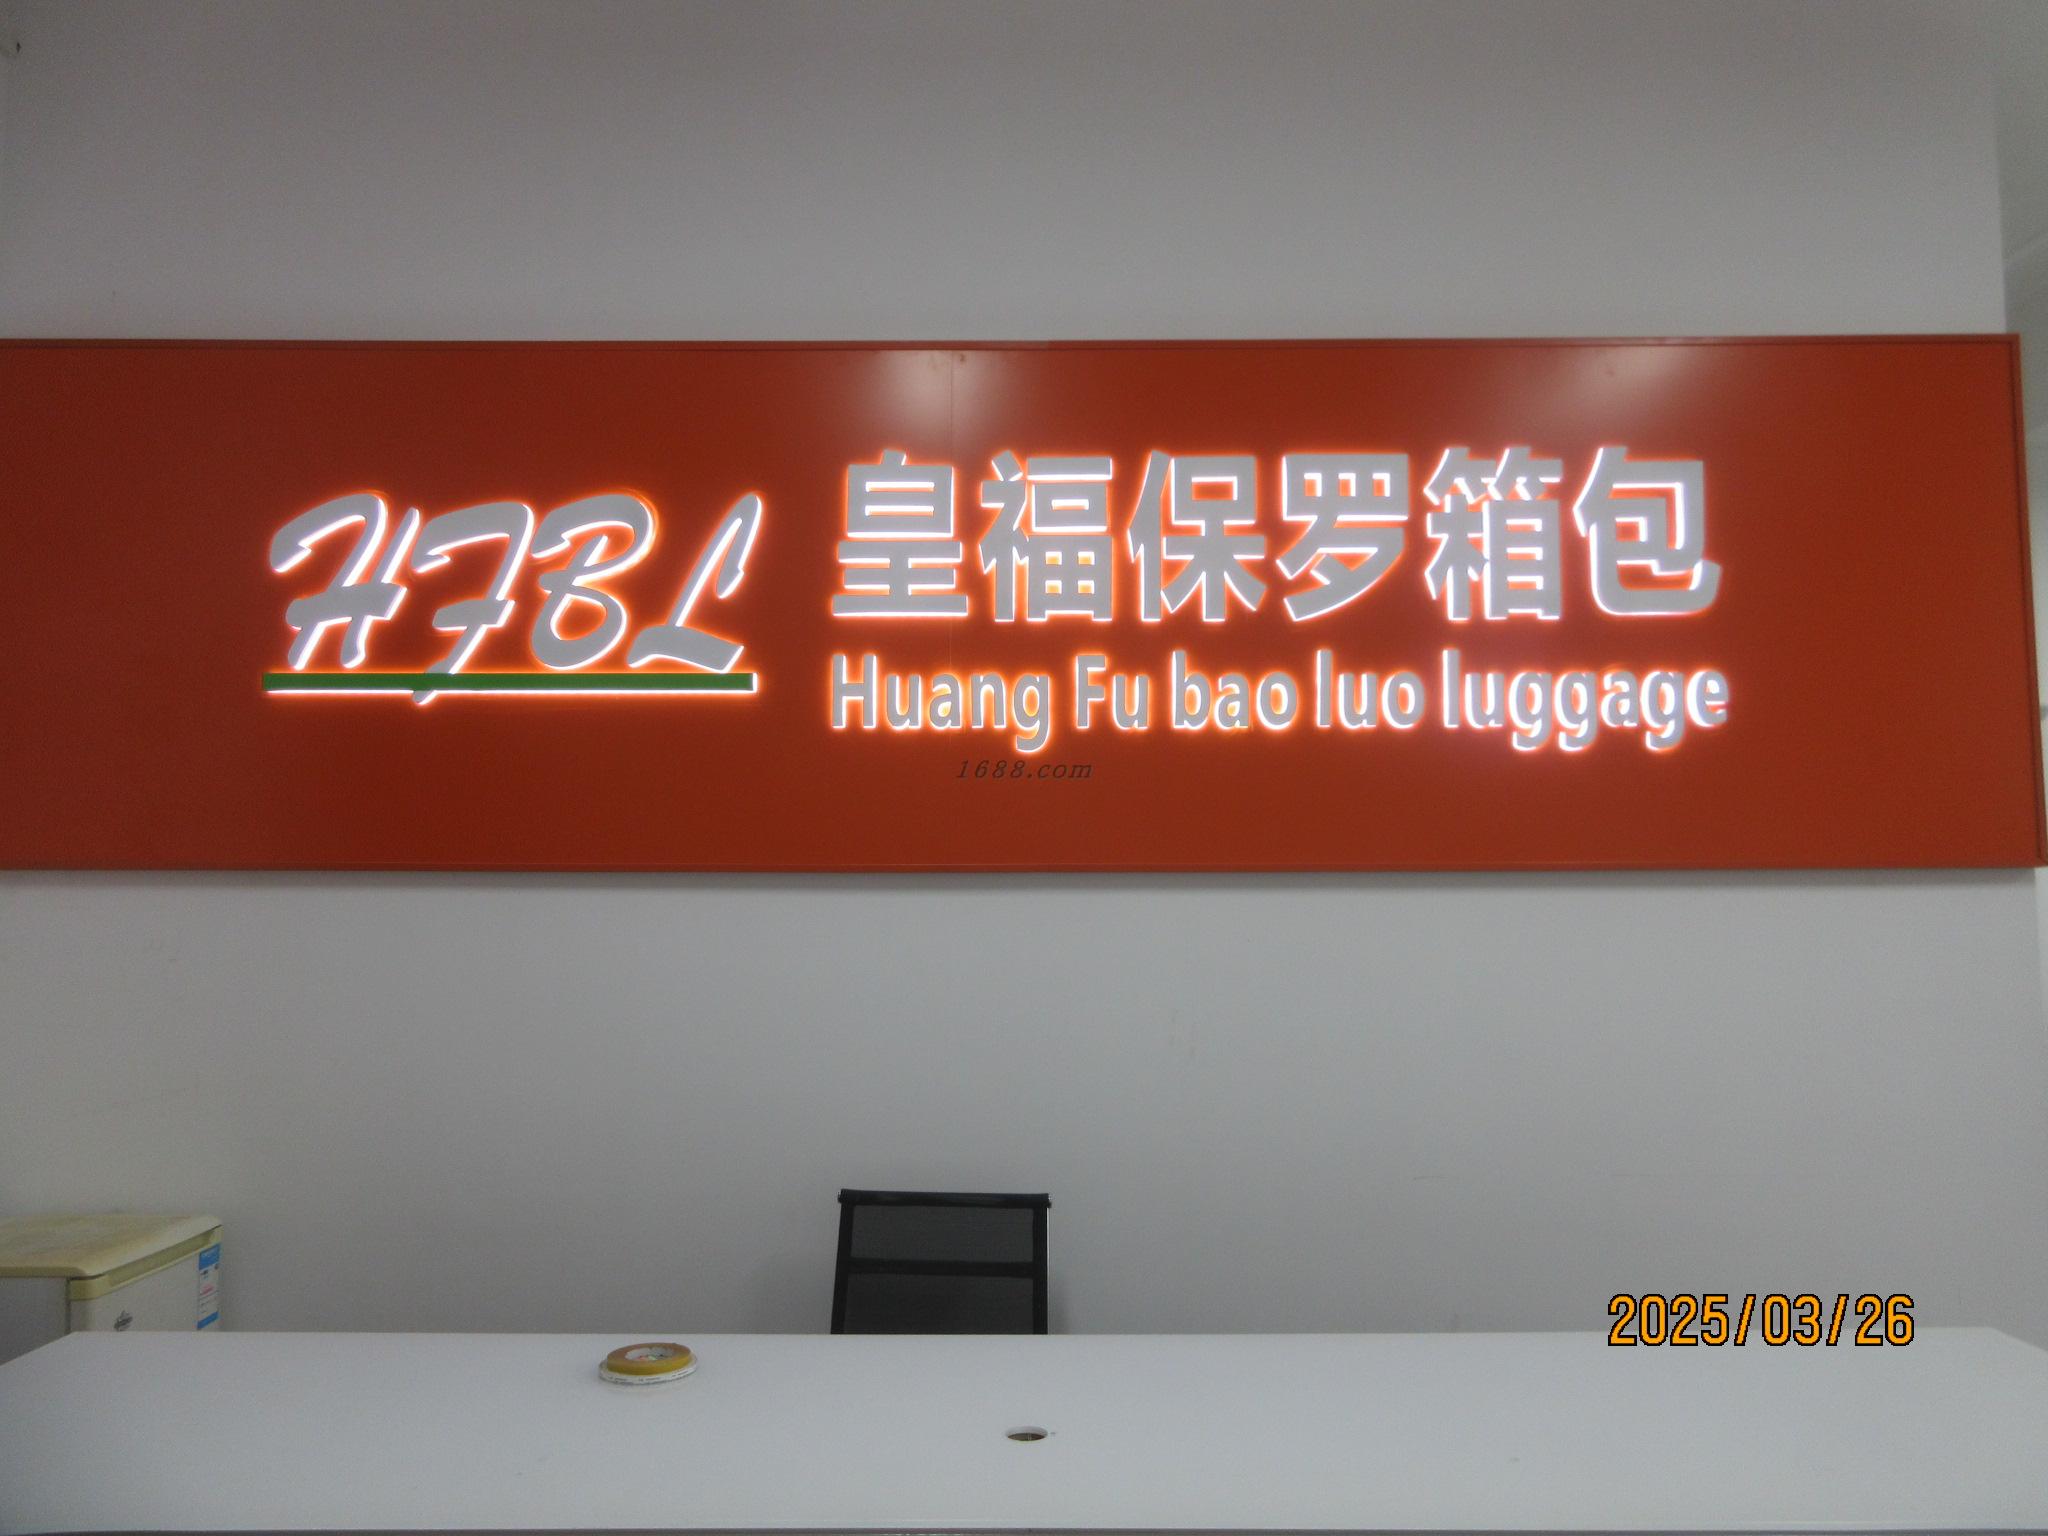 HFBL
皇福保罗箱包
Huang Fu bao luo luggage
1688.com
2025/03/26